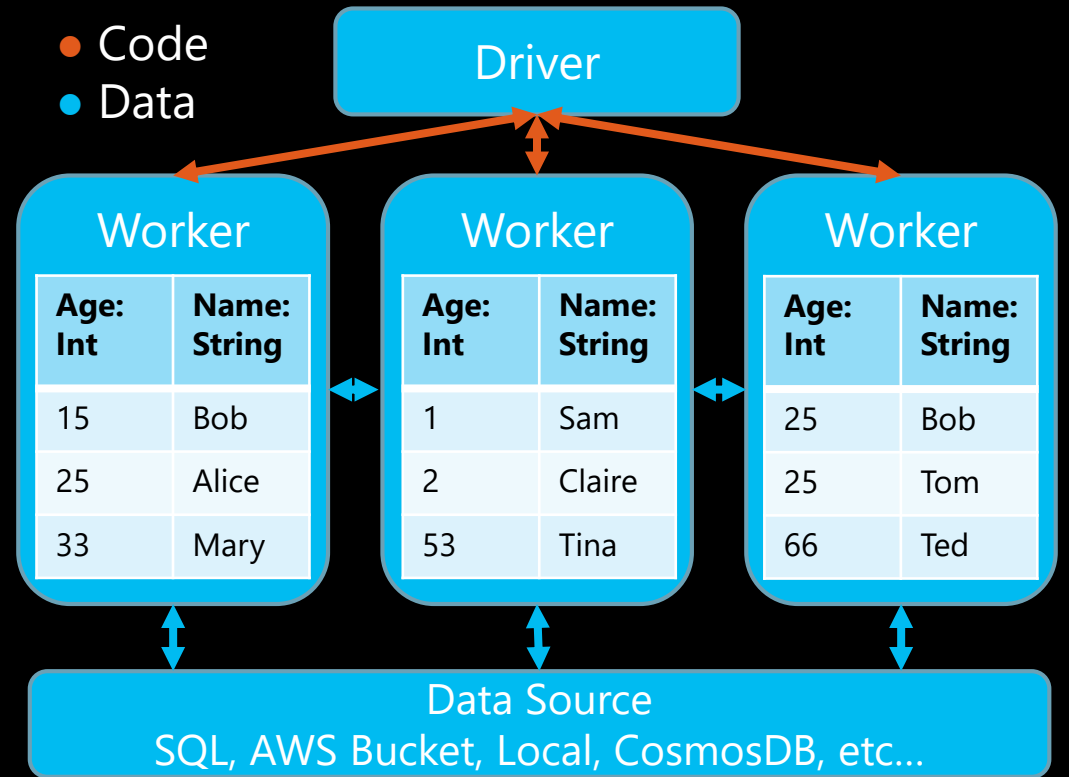 Code
Data
Driver
Worker
Age: Int
Name: String
15 Bob
25 Alice
33 Mary
Worker
Age: Int
Name: String
1 Sam
2 Claire
53 Tina
Worker
Age: Int
Name: String
25 Bob
25 Tom
66 Ted
Data Source
SQL, AWS Bucket, Local, CosmosDB, etc...